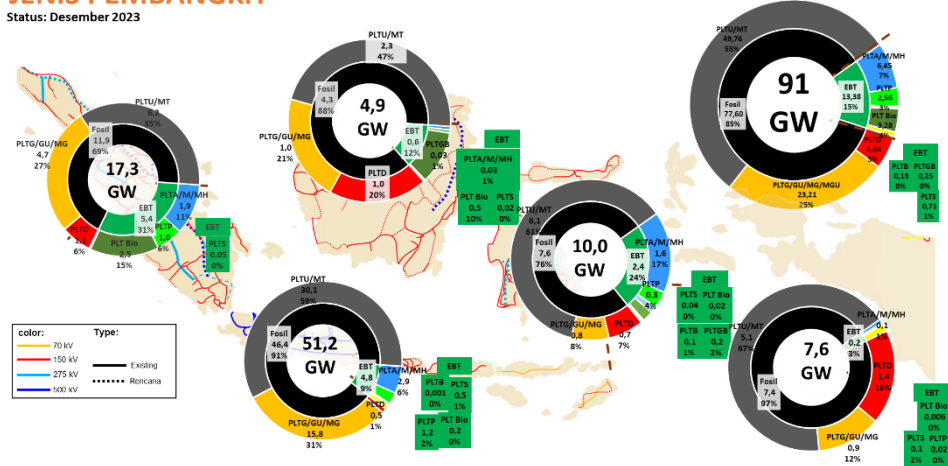 JENIS PEMBANGKIT
Status: Desember 2023
PLTU/MT
6,2
35%
Fosil
11,9
69%
PLTG/GU/MG
4,7
27%
17,3
GW
EBT
5,4
31%
PLTA/M/MH
1,9
11%
PLTP
1,0
6%
PLTD
6%
PLT Bio
2,5
15%
EBT
PLTS
0,05
0%
PLTU/MT
2,3
47%
Fosil
4,3
88%
4,9
GW
PLTG/GU/MG
1,0
21%
EBT
0,6
12%
PLTGB
0,03
1%
PLTD
1,0
20%
EBT
PLTA/M/MH
0,03
1%
PLT Bio
0,5
10%
PLTS
0,02
0%
PLTU/MT
49,76
55%
PLTA/M/MH
6,45
7%
91
GW
EBT
13,38
15%
PLTP
2,56
3%
Fosil
77,60
85%
PLT Bio
3,28
4%
PLTD
4,64
5%
PLTG/GU/MG/MGU
23,21
25%
EBT
PLTB
0,15
0%
PLTGB
0,25
0%
PLTS
0,71
1%
PLTU/MT
6,1
61%
Fosil
7,6
76%
10,0
GW
EBT
2,4
24%
PLTA/M/MH
1,6
17%
PLTP
0,3
4%
PLTD
0,7
7%
PLTG/GU/MG
0,8
8%
EBT
PLTS
0,04
0%
PLT Bio
0,02
0%
PLTB
0,1
1%
PLTGB
0,2
2%
color:
Type:
70 kV
150 kV
275 kV
500 kV
Existing
Rencana
PLTU/MT
30,1
59%
Fosil
46,4
91%
51,2
GW
EBT
4,8
9%
PLTA/M/MH
2,9
6%
PLTD
0,5
1%
PLTG/GU/MG
15,8
31%
EBT
PLTB
0,001
0%
PLTS
0,5
1%
PLTP
1,2
2%
PLT Bio
0,2
0%
PLTU/MT
5,1
67%
7,6
GW
Fosil
7,4
97%
EBT
0,2
3%
PLTA/M/MH
0,1
1%
PLTD
1,4
18%
PLTG/GU/MG
0,9
12%
EBT
PLT Bio
0,006
0%
PLTS
0,1
2%
PLTP
0,02
0%